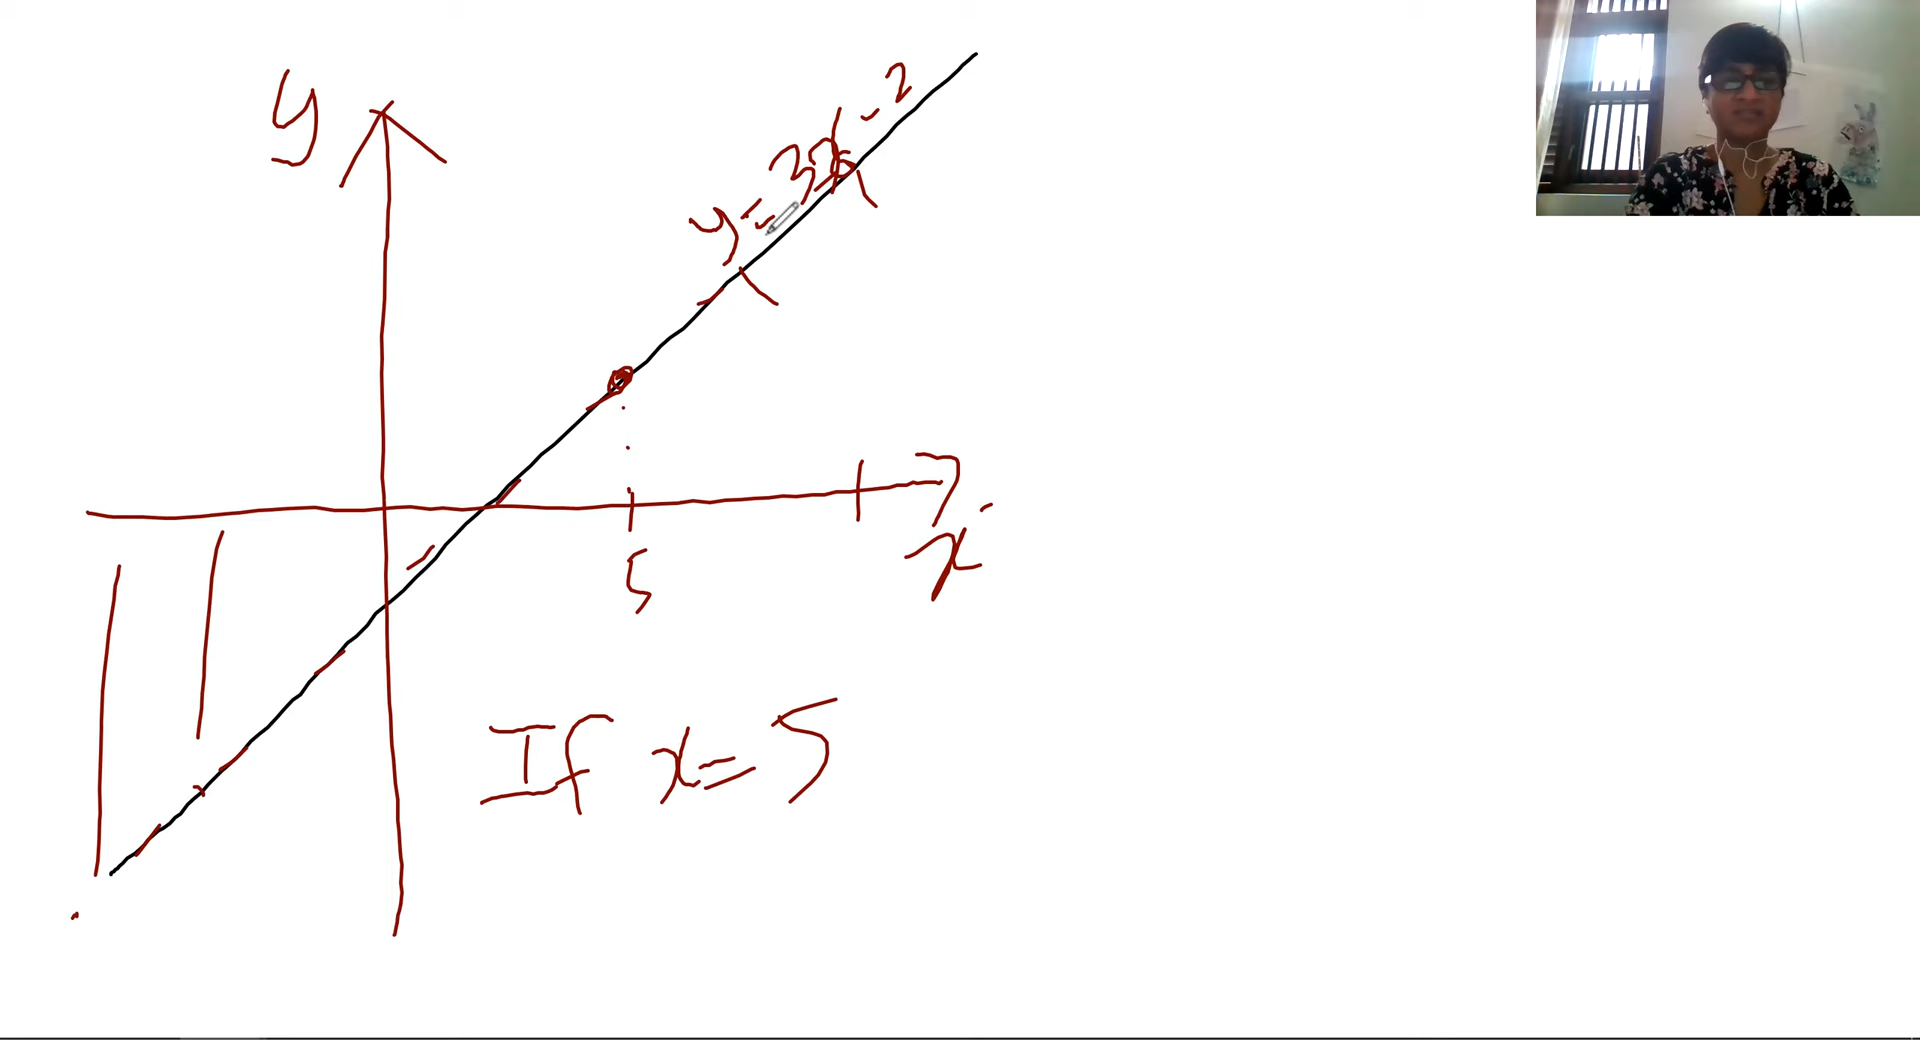 y
y = 3x - 2
5
x
If x = 5